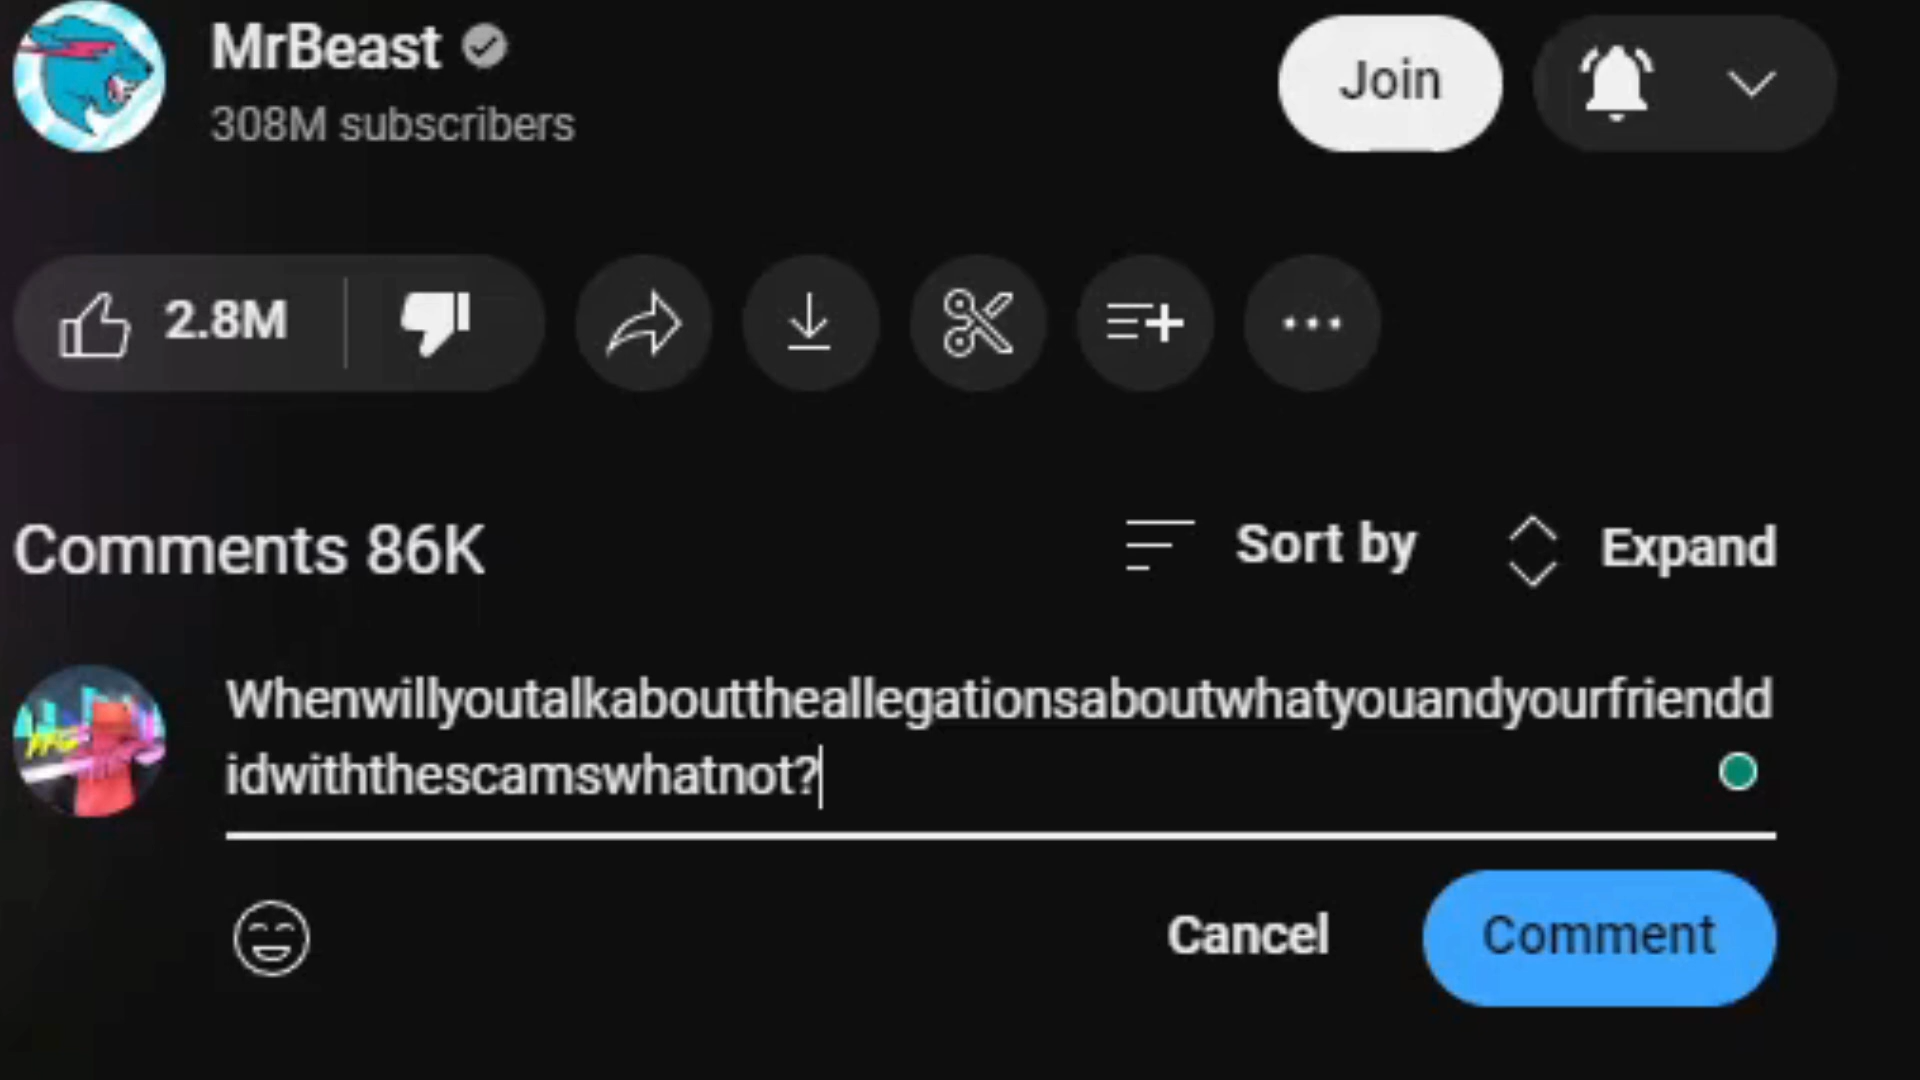 MrBeast
308M subscribers
Join
2.8M
Comments 86K
Sort by
Expand
Whenwillyoutalkabouttheallegationsaboutwhatyouandyourfriendd
idwiththescamswhatnot?
Cancel
Comment